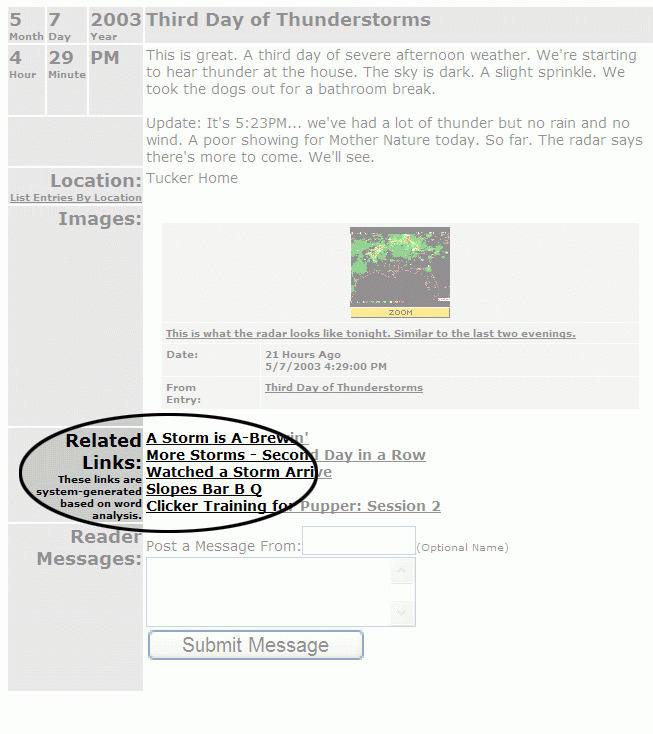 5 7 2003 Third Day of Thunderstorms
Month Day Year
4 29 PM
Hour Minute
This is great. A third day of severe afternoon weather. We're starting
to hear thunder at the house. The sky is dark. A slight sprinkle. We
took the dogs out for a bathroom break.
Update: It's 5:23PM... we've had a lot of thunder but no rain and no
wind. A poor showing for Mother Nature today. So far. The radar says
there's more to come. We'll see.
Location: Tucker Home
List Entries By Location
Images:
ZOOM
This is what the radar looks like tonight. Similar to the last two evenings.
Date: 21 Hours Ago
5/7/2003 4:29:00 PM
From Third Day of Thunderstorms
Entry:
Related
Links:
These links are
system-generated
based on word
analysis.
A Storm is A-Brewin'
More Storms - Second Day in a Row
Watched a Storm Arrive
Slopes Bar B Q
Clicker Training for Pupper: Session 2
Reader
Messages:
Post a Message From: (Optional Name)
Submit Message